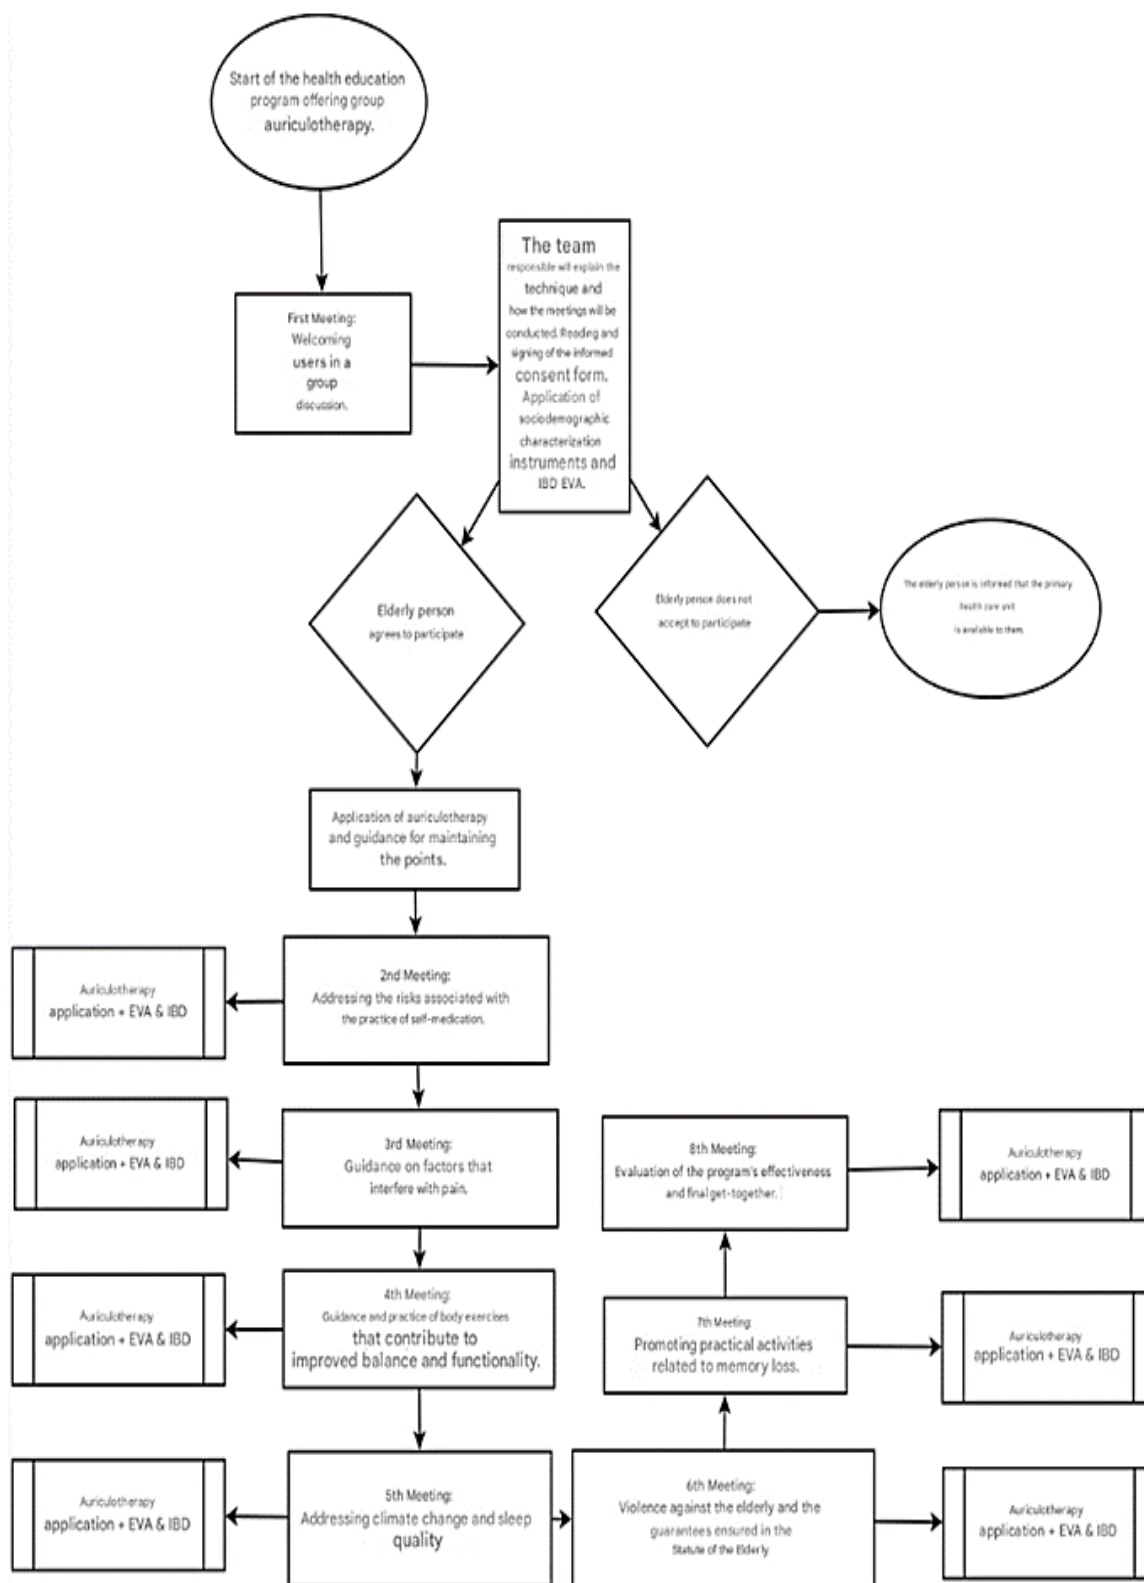 Start of the health education
program offering group
auriculotherapy.
First Meeting:
Welcoming
users in a
group
discussion.
The team
responsible will explain the
technique and
how the meetings will be
conducted. Reading and
signing of the informed
consent form.
Application of
sociodemographic
characterization
instruments and
IBD EVA.
Elderly person
agrees to participate
Elderly person does not
accept to participate
The elderly person is informed that the primary
health care unit
is available to them.
Application of auriculotherapy
and guidance for maintaining
the points.
2nd Meeting:
Addressing the risks associated with
the practice of self-medication.
Auriculotherapy
application + EVA & IBD
3rd Meeting:
Guidance on factors that
interfere with pain.
Auriculotherapy
application + EVA & IBD
4th Meeting:
Guidance and practice of body exercises
that contribute to
improved balance and functionality.
Auriculotherapy
application + EVA & IBD
5th Meeting:
Addressing climate change and sleep
quality
Auriculotherapy
application + EVA & IBD
6th Meeting:
Violence against the elderly and the
guarantees ensured in the
Statute of the Elderly
Auriculotherapy
application + EVA & IBD
7th Meeting:
Promoting practical activities
related to memory loss.
Auriculotherapy
application + EVA & IBD
8th Meeting:
Evaluation of the program's effectiveness
and final get-together.
Auriculotherapy
application + EVA & IBD